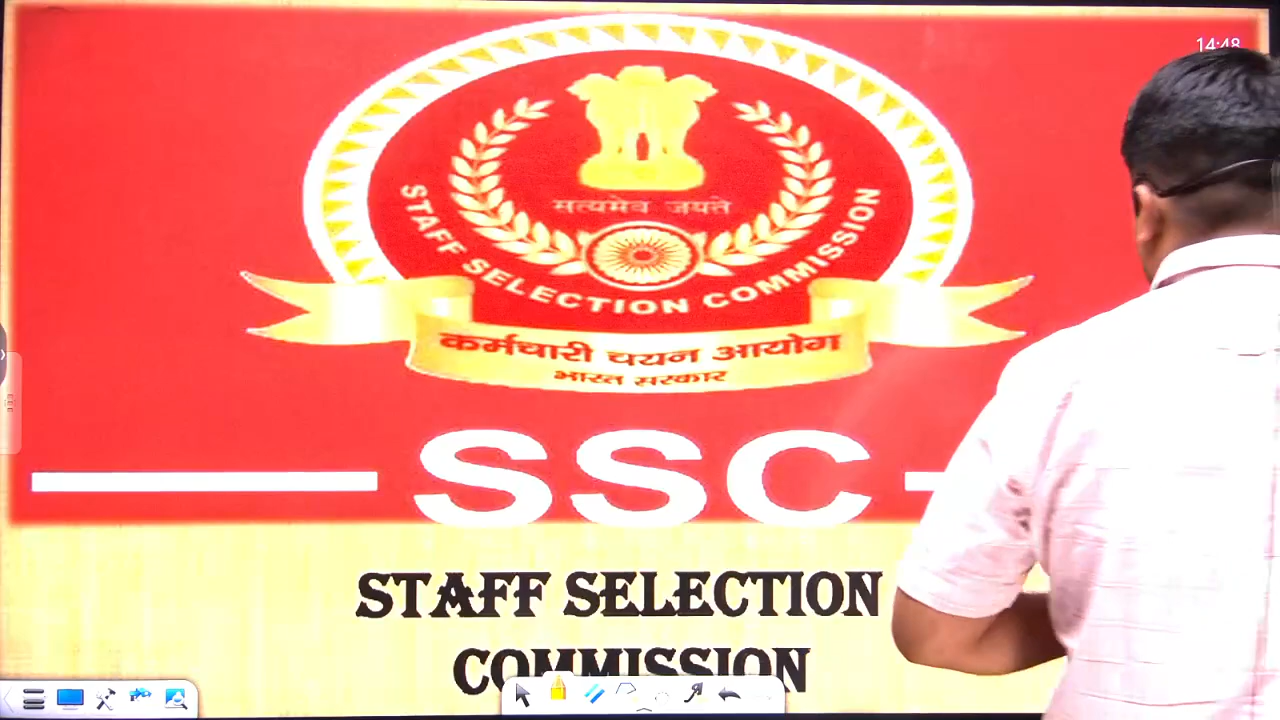 14:48
सत्यमेव जयते
STAFF SELECTION COMMISSION
कर्मचारी चयन आयोग
भारत सरकार
SSC
STAFF SELECTION
COMMISSION